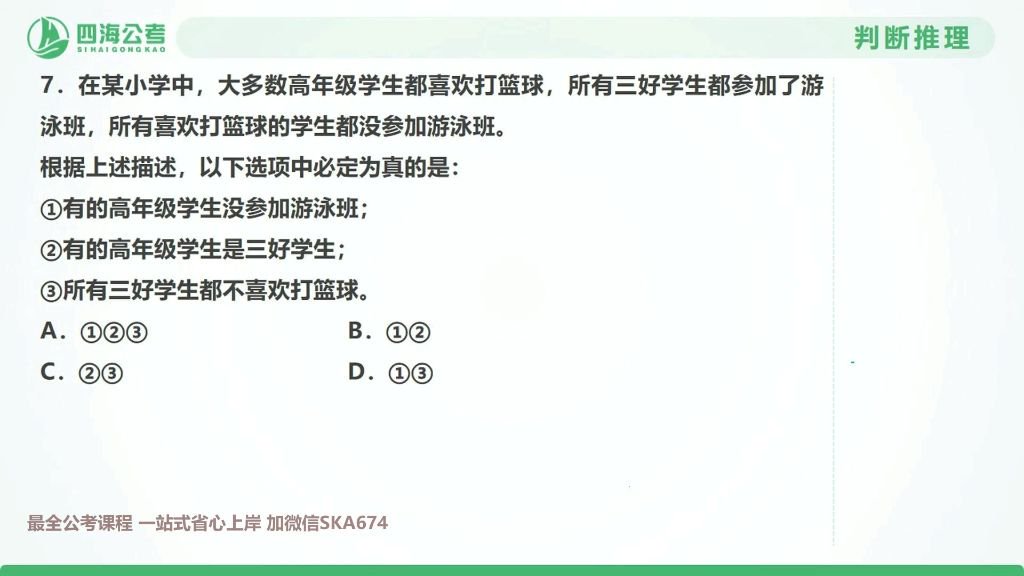 四海公考
SIHAIGONGKAO
判断推理
7．在某小学中，大多数高年级学生都喜欢打篮球，所有三好学生都参加了游
泳班，所有喜欢打篮球的学生都没参加游泳班。
根据上述描述，以下选项中必定为真的是：
①有的高年级学生没参加游泳班；
②有的高年级学生是三好学生；
③所有三好学生都不喜欢打篮球。
A．①②③ B．①②
C．②③ D．①③
最全公考课程 一站式省心上岸 加微信SKA674